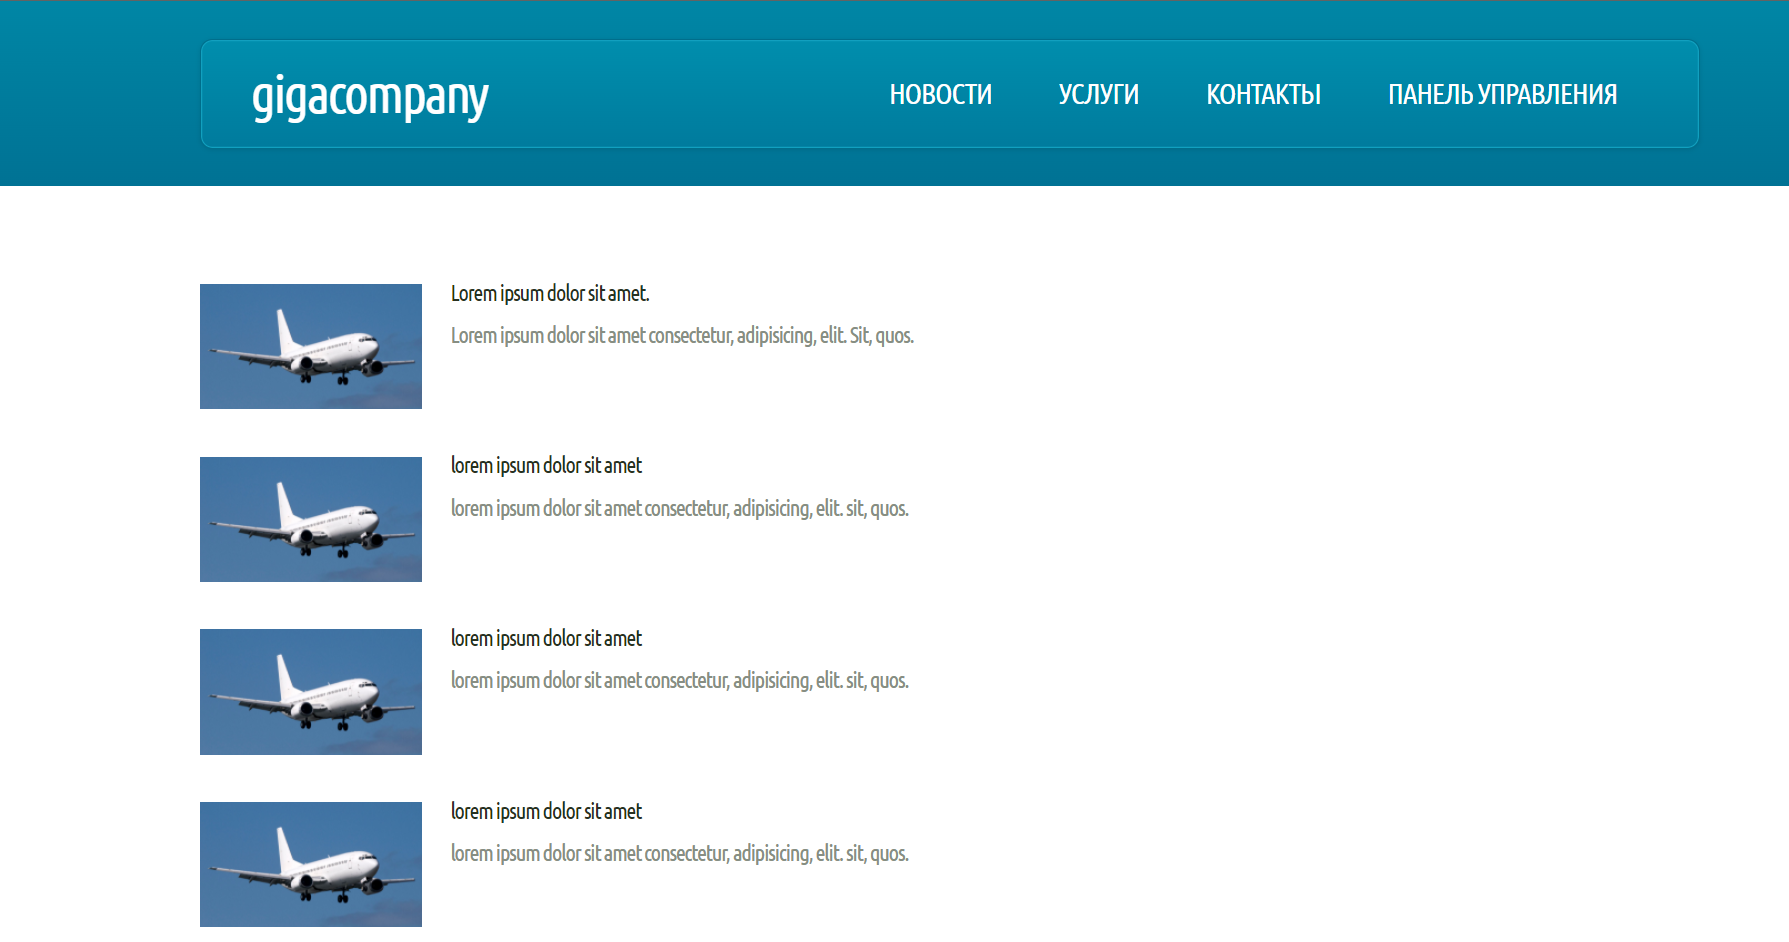 gigacompany
НОВОСТИ УСЛУГИ КОНТАКТЫ ПАНЕЛЬ УПРАВЛЕНИЯ
Lorem ipsum dolor sit amet.
Lorem ipsum dolor sit amet consectetur, adipisicing, elit. Sit, quos.
lorem ipsum dolor sit amet
lorem ipsum dolor sit amet consectetur, adipisicing, elit. sit, quos.
lorem ipsum dolor sit amet
lorem ipsum dolor sit amet consectetur, adipisicing, elit. sit, quos.
lorem ipsum dolor sit amet
lorem ipsum dolor sit amet consectetur, adipisicing, elit. sit, quos.